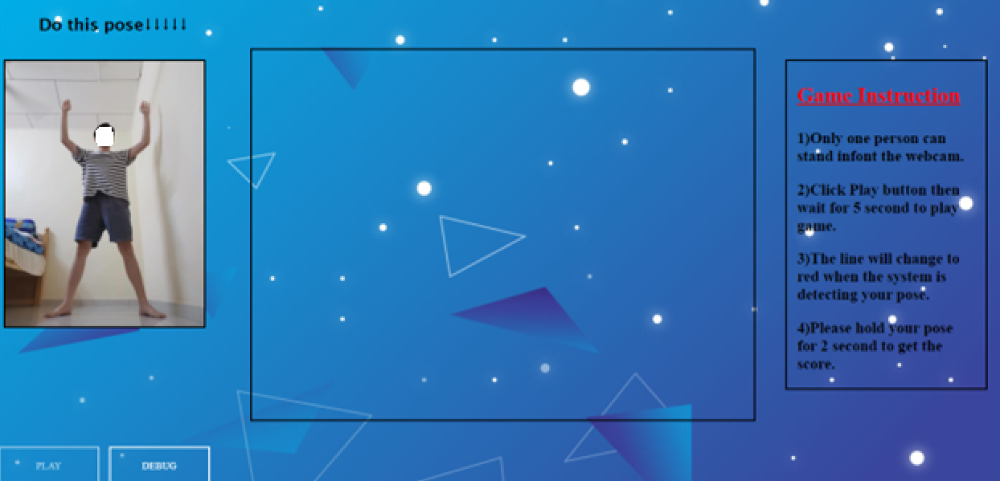 Do this pose↓↓↓↓↓
Game Instruction
1)Only one person can
stand infont the webcam.
2)Click Play button then
wait for 5 second to play
game.
3)The line will change to
red when the system is
detecting your pose.
4)Please hold your pose
for 2 second to get the
score.
PLAY
DEBUG